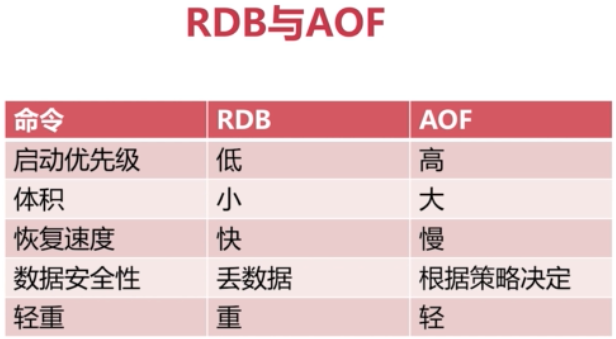 RDB与AOF
命令 RDB AOF
启动优先级 低 高
体积 小 大
恢复速度 快 慢
数据安全性 丢数据 根据策略决定
轻重 重 轻